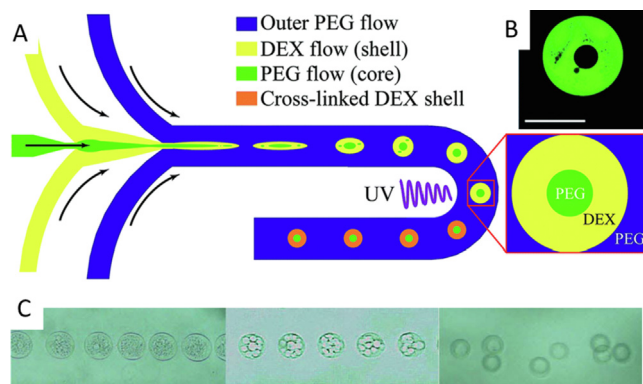 A
Outer PEG flow
DEX flow (shell)
PEG flow (core)
Cross-linked DEX shell
B
UV
PEG
DEX
PEG
C